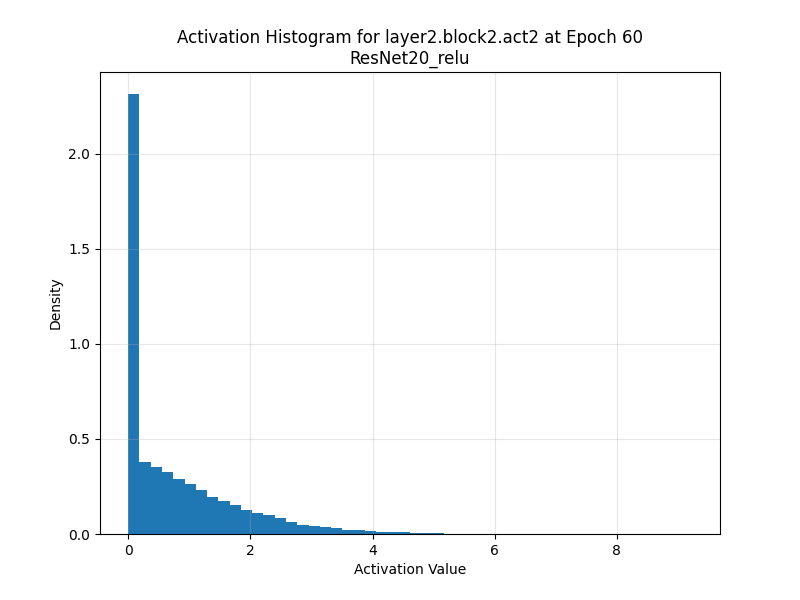 Activation Histogram for layer2.block2.act2 at Epoch 60
ResNet20_relu
Density
2.0
1.5
1.0
0.5
0.0
0 2 4 6 8
Activation Value